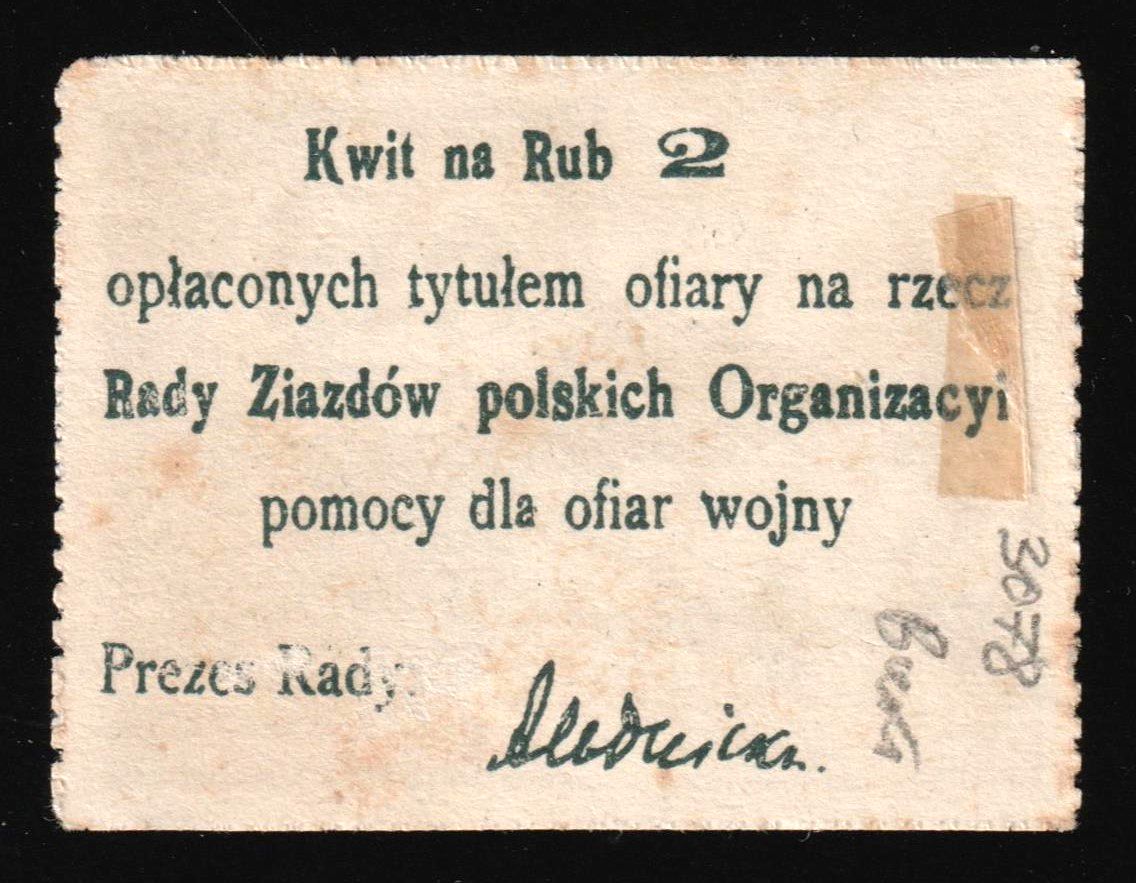 Kwit na Rub 2
opłaconych tytułem ofiary na rzecz
Rady Ziazdów polskich Organizacyi
pomocy dla ofiar wojny
Prezes Rady:
3078